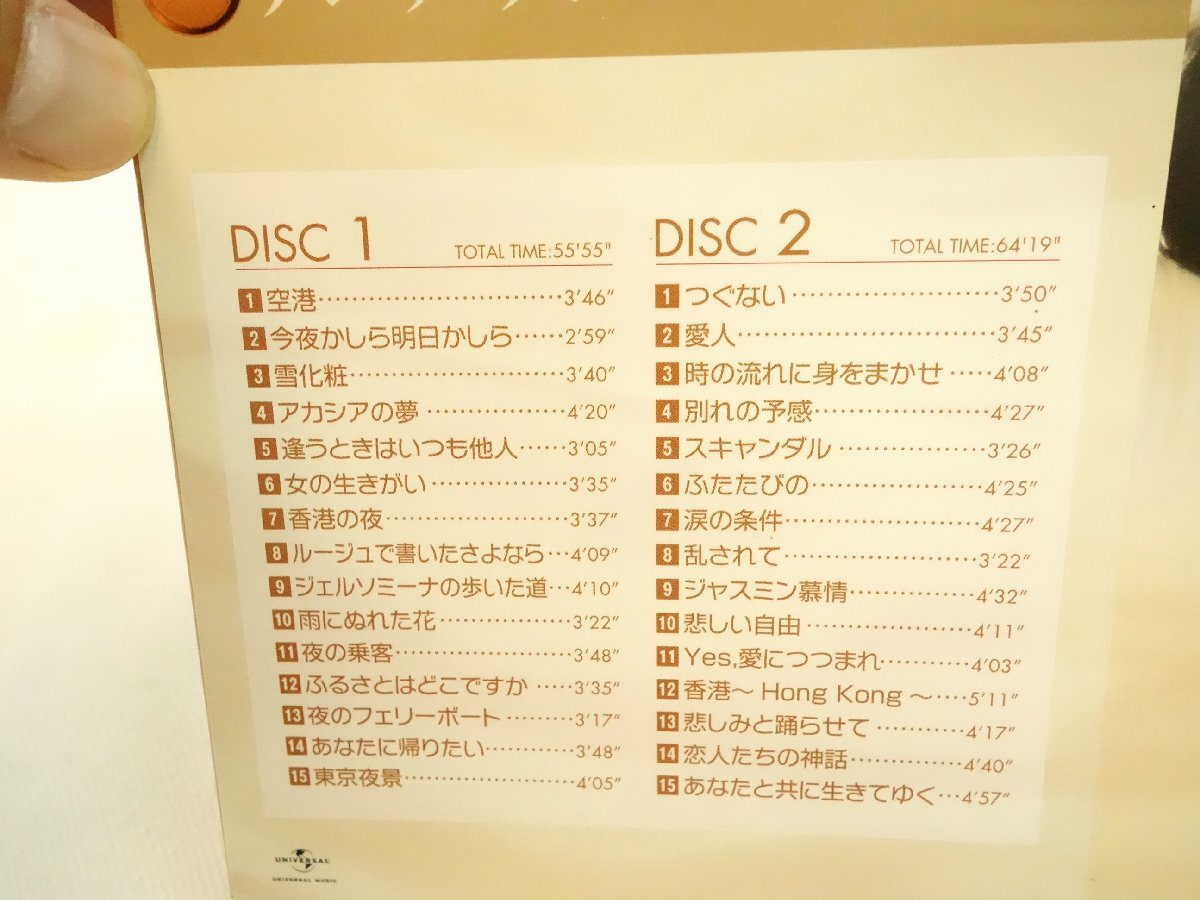 DISC 1 TOTAL TIME:55'55"
1 空港……………………3'46"
2 今夜かしら明日かしら……2'59"
3 雪化粧……………………3'40"
4 アカシアの夢……………4'20"
5 逢うときはいつも他人……3'05"
6 女の生きがい……………3'35"
7 香港の夜…………………3'37"
8 ルージュで書いたさよなら…4'09"
9 ジェルソミーナの歩いた道…4'10"
10 雨にぬれた花……………3'22"
11 夜の乗客…………………3'48"
12 ふるさとはどこですか……3'35"
13 夜のフェリーボート………3'17"
14 あなたに帰りたい…………3'48"
15 東京夜景…………………4'05"
DISC 2 TOTAL TIME:64'19"
1 つぐない…………………3'50"
2 愛人………………………3'45"
3 時の流れに身をまかせ……4'08"
4 別れの予感………………4'27"
5 スキャンダル……………3'26"
6 ふたたびの………………4'25"
7 涙の条件…………………4'27"
8 乱されて…………………3'22"
9 ジャスミン慕情…………4'32"
10 悲しい自由………………4'11"
11 Yes,愛につつまれ………4'03"
12 香港～ Hong Kong ～……5'11"
13 悲しみと踊らせて………4'17"
14 恋人たちの神話…………4'40"
15 あなたと共に生きてゆく…4'57"
UNIVERSAL
UNIVERSAL MUSIC